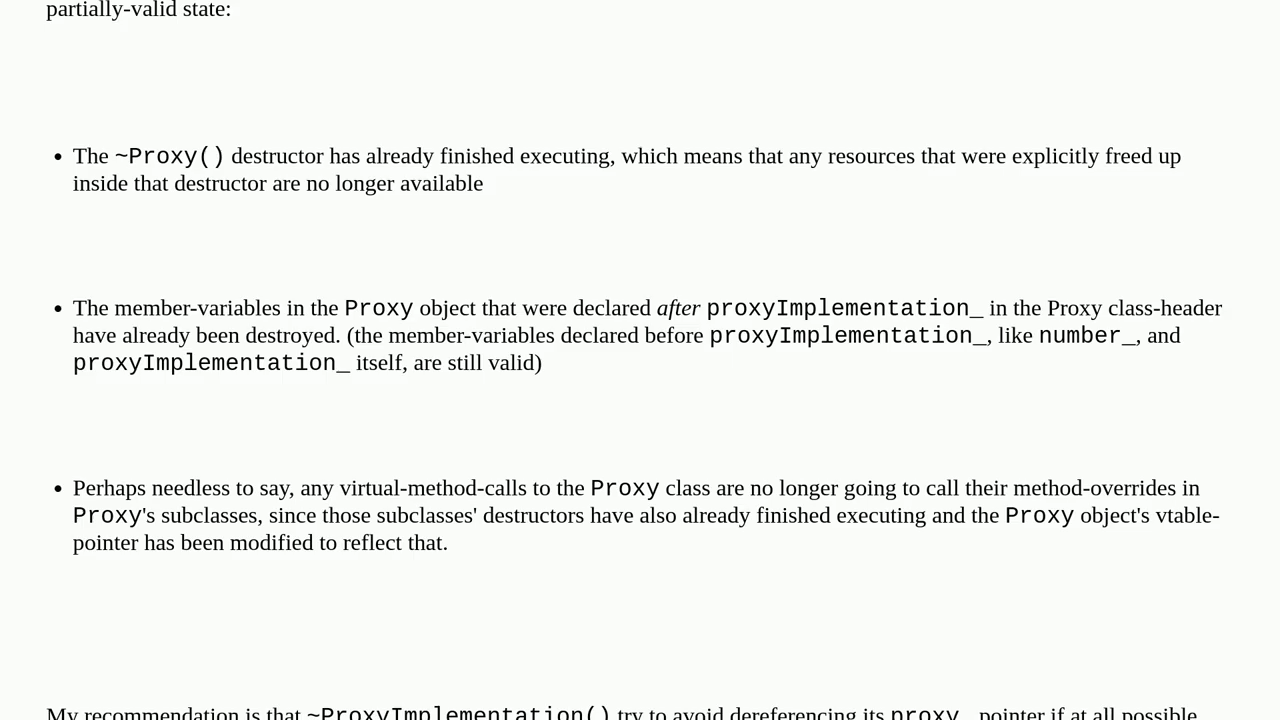 partially-valid state:
• The ~Proxy() destructor has already finished executing, which means that any resources that were explicitly freed up
inside that destructor are no longer available
• The member-variables in the Proxy object that were declared after proxyImplementation_ in the Proxy class-header
have already been destroyed. (the member-variables declared before proxyImplementation_, like number_, and
proxyImplementation_ itself, are still valid)
• Perhaps needless to say, any virtual-method-calls to the Proxy class are no longer going to call their method-overrides in
Proxy's subclasses, since those subclasses' destructors have also already finished executing and the Proxy object's vtable-
pointer has been modified to reflect that.
My recommendation is that ~ProxyImplementation() try to avoid dereferencing its proxy_ pointer if at all possible